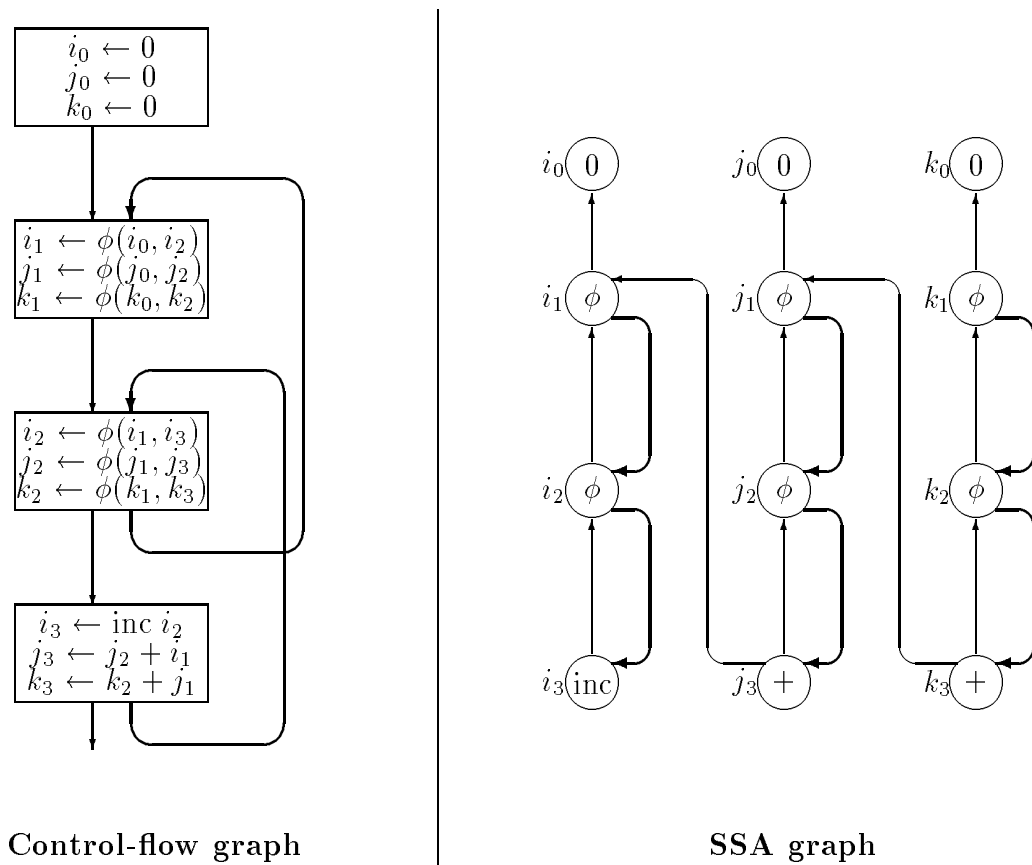 i₀ ← 0
j₀ ← 0
k₀ ← 0
i₁ ← ϕ(i₀, i₂)
j₁ ← ϕ(j₀, j₂)
k₁ ← ϕ(k₀, k₂)
i₂ ← ϕ(i₁, i₃)
j₂ ← ϕ(j₁, j₃)
k₂ ← ϕ(k₁, k₃)
i₃ ← inc i₂
j₃ ← j₂ + i₁
k₃ ← k₂ + j₁
Control-flow graph
i₀ 0 j₀ 0 k₀ 0
i₁ ϕ j₁ ϕ k₁ ϕ
i₂ ϕ j₂ ϕ k₂ ϕ
i₃ inc j₃ + k₃ +
SSA graph